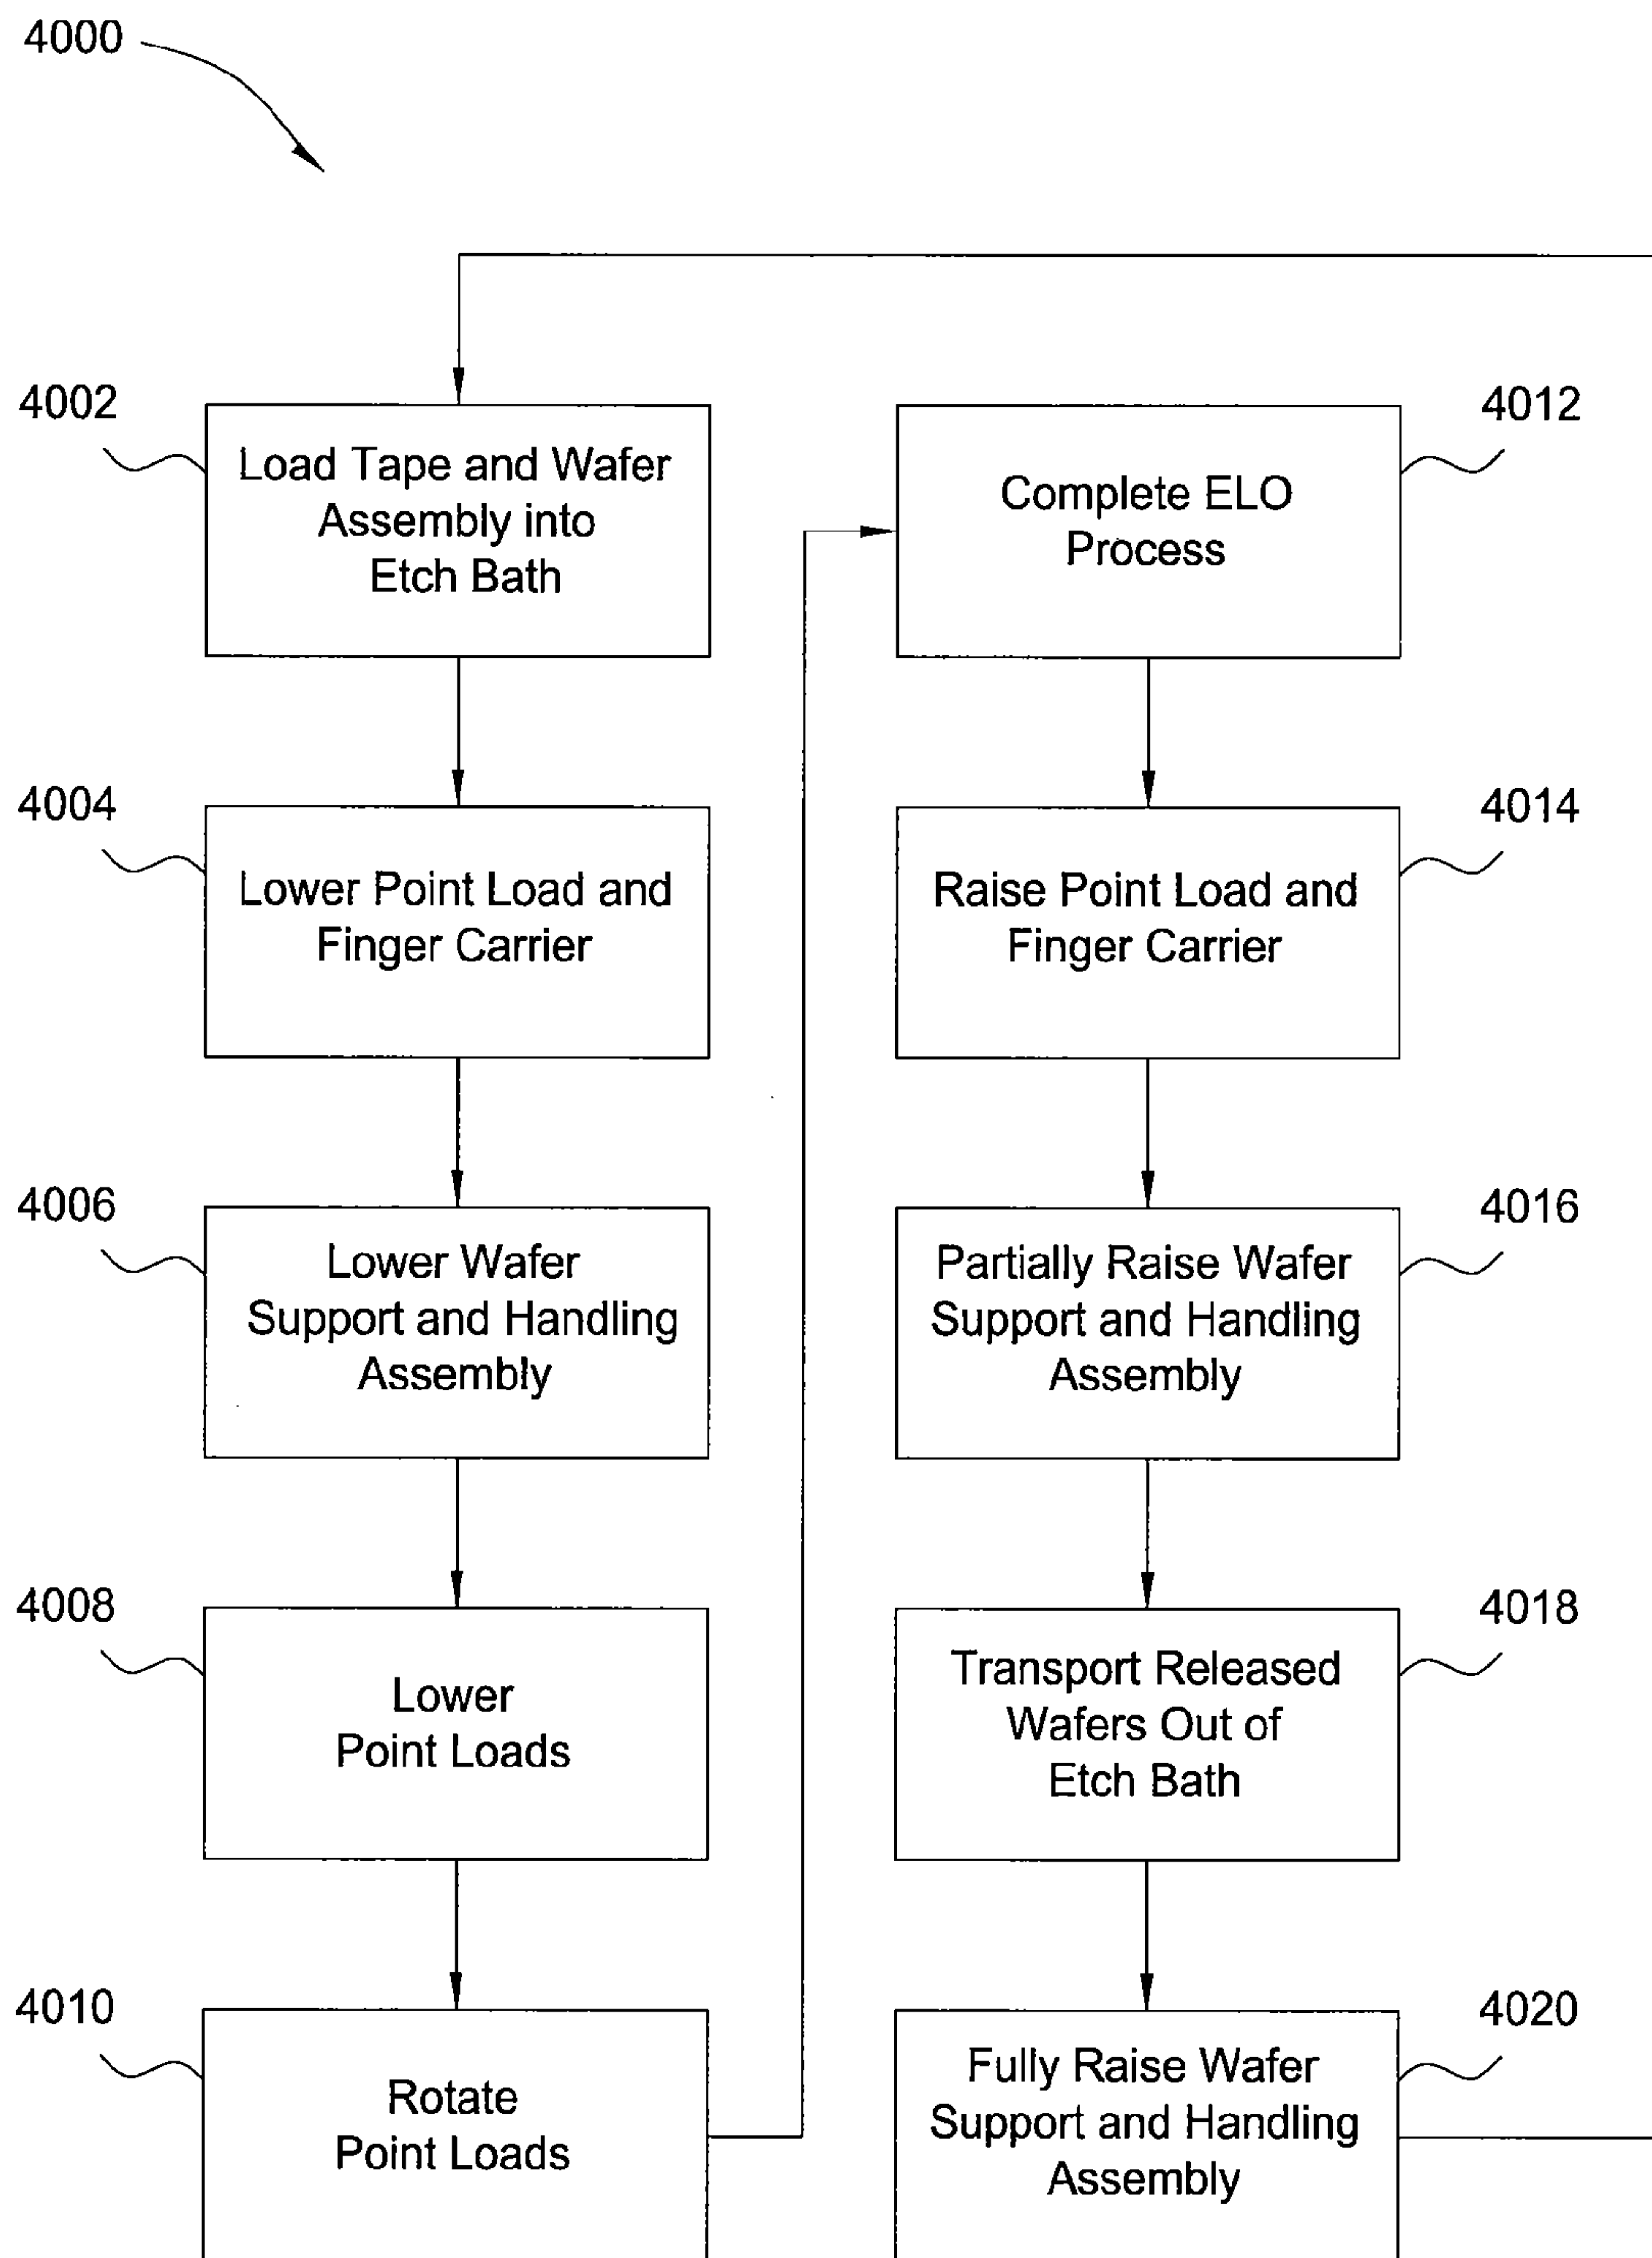 4000
4002
Load Tape and Wafer
Assembly into
Etch Bath
4004
Lower Point Load and
Finger Carrier
4006
Lower Wafer
Support and Handling
Assembly
4008
Lower
Point Loads
4010
Rotate
Point Loads
4012
Complete ELO
Process
4014
Raise Point Load and
Finger Carrier
4016
Partially Raise Wafer
Support and Handling
Assembly
4018
Transport Released
Wafers Out of
Etch Bath
4020
Fully Raise Wafer
Support and Handling
Assembly